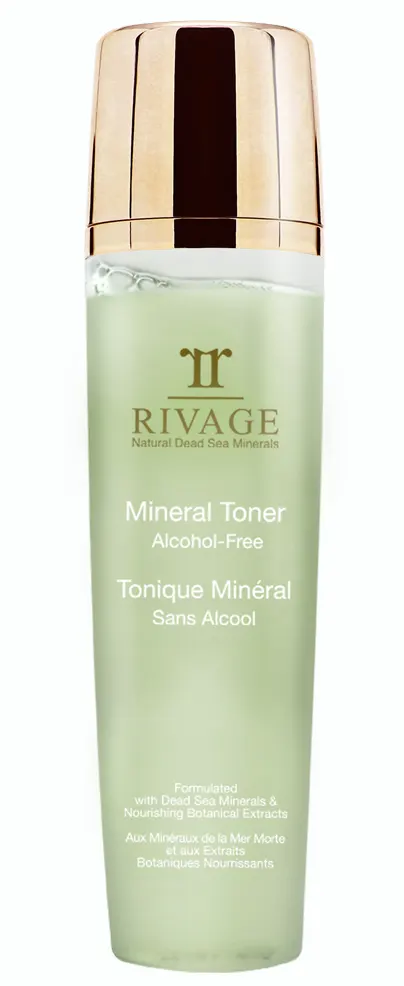 RIVAGE
Natural Dead Sea Minerals
Mineral Toner
Alcohol-Free
Tonique Minéral
Sans Alcool
Formulated
with Dead Sea Minerals &
Nourishing Botanical Extracts
Aux Minéraux de la Mer Morte
et aux Extraits
Botaniques Nourrissants